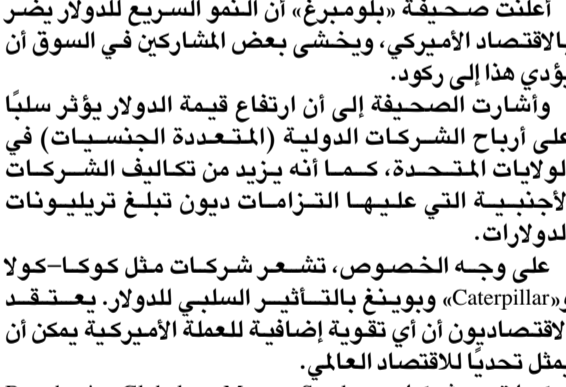 أعلنت صحيفة «بلومبرغ» أن النمو السريع للدولار يضر
بالاقتصاد الأميركي، ويخشى بعض المشاركين في السوق أن
يؤدي هذا إلى ركود.
وأشارت الصحيفة إلى أن ارتفاع قيمة الدولار يؤثر سلبًا
على أرباح الشركات الدولية (المتعددة الجنسيات) في
الولايات المتحدة، كما أنه يزيد من تكاليف الشركات
الأجنبية التي عليها التزامات ديون تبلغ تريليونات
الدولارات.
على وجه الخصوص، تشعر شركات مثل كوكا-كولا
و«Caterpillar» وبوينغ بالتأثير السلبي للدولار. يعتقد
الاقتصاديون أن أي تقوية إضافية للعملة الأميركية يمكن أن
يمثل تحديًا للاقتصاد العالمي.